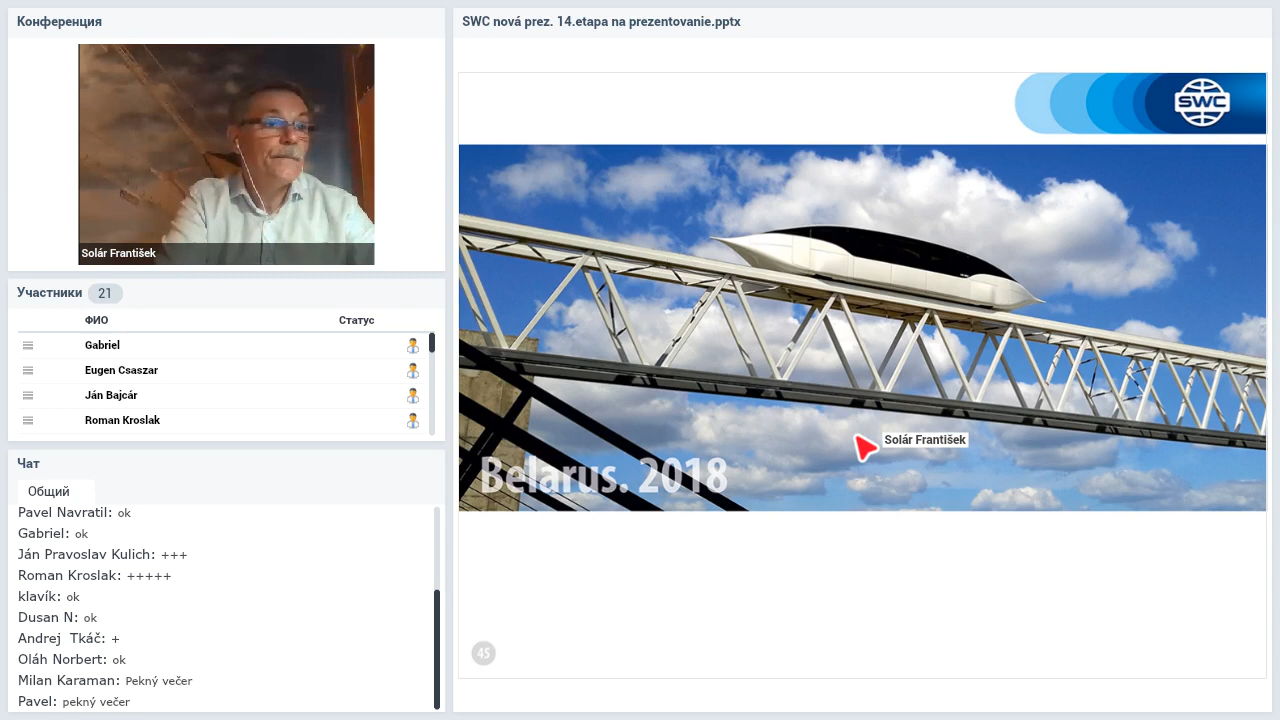 Конференция
Solár František
Участники 21
ФИО Статус
Gabriel
Eugen Csaszar
Ján Bajcár
Roman Kroslak
Чат
Общий
Pavel Navratil: ok
Gabriel: ok
Ján Pravoslav Kulich: +++
Roman Kroslak: +++++
klavík: ok
Dusan N: ok
Andrej  Tkáč: +
Oláh Norbert: ok
Milan Karaman: Pekný večer
Pavel: pekný večer
SWC nová prez. 14.etapa na prezentovanie.pptx
SWC
Solár František
Belarus. 2018
45